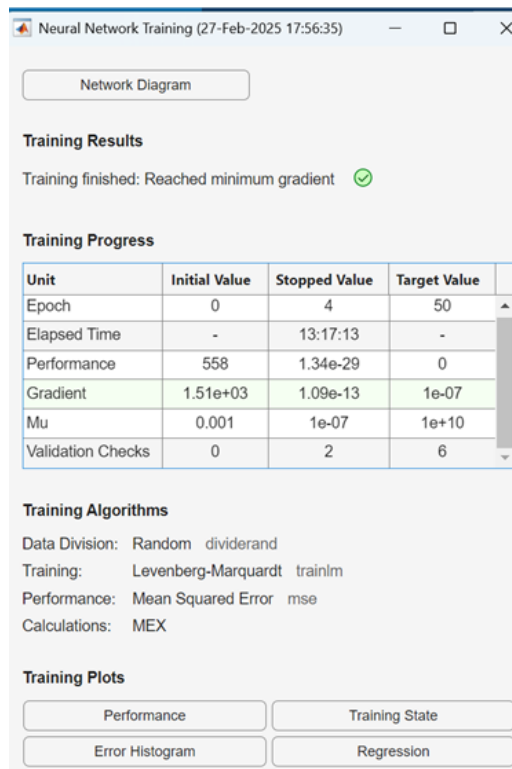 Neural Network Training (27-Feb-2025 17:56:35)
Network Diagram
Training Results
Training finished: Reached minimum gradient
Training Progress
Unit Initial Value Stopped Value Target Value
Epoch 0 4 50
Elapsed Time - 13:17:13 -
Performance 558 1.34e-29 0
Gradient 1.51e+03 1.09e-13 1e-07
Mu 0.001 1e-07 1e+10
Validation Checks 0 2 6
Training Algorithms
Data Division: Random dividerand
Training: Levenberg-Marquardt trainlm
Performance: Mean Squared Error mse
Calculations: MEX
Training Plots
Performance Training State
Error Histogram Regression